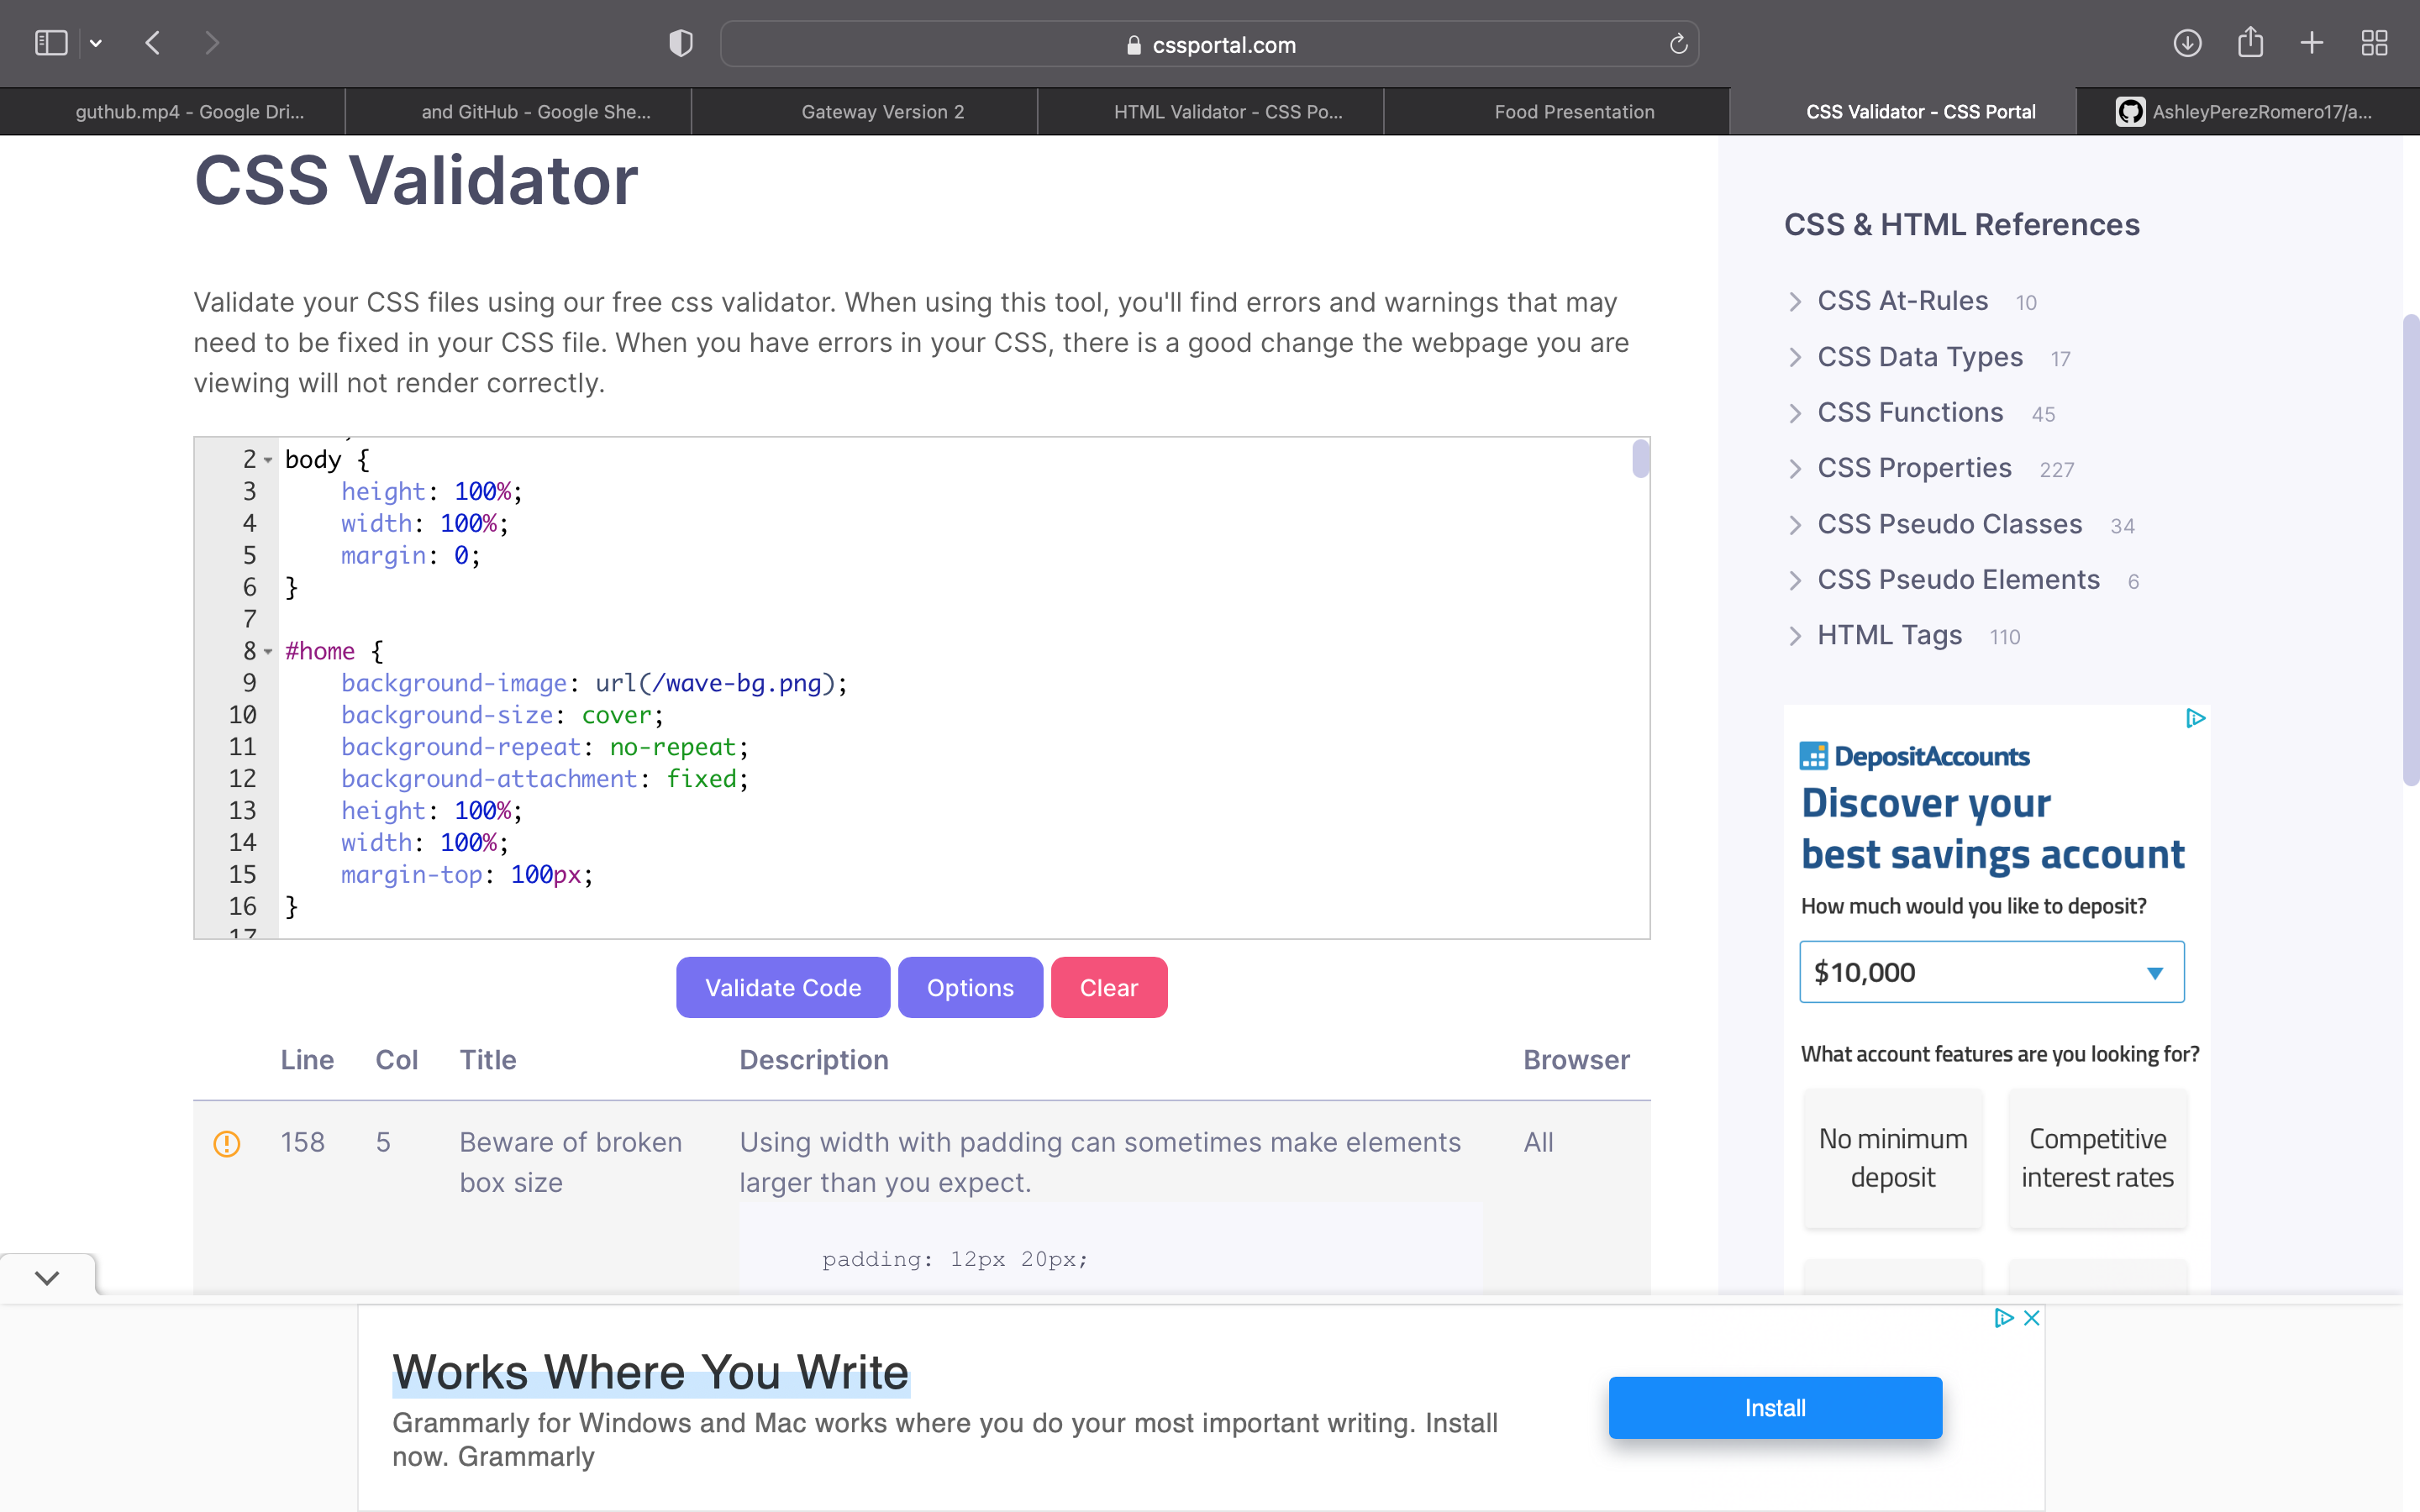 cssportal.com
guthub.mp4 - Google Dri...
and GitHub - Google She...
Gateway Version 2
HTML Validator - CSS Po...
Food Presentation
CSS Validator - CSS Portal
AshleyPerezRomero17/a...
CSS Validator
Validate your CSS files using our free css validator. When using this tool, you'll find errors and warnings that may
need to be fixed in your CSS file. When you have errors in your CSS, there is a good change the webpage you are
viewing will not render correctly.
2 body {
3 height: 100%;
4 width: 100%;
5 margin: 0;
6 }
7
8 #home {
9 background-image: url(/wave-bg.png);
10 background-size: cover;
11 background-repeat: no-repeat;
12 background-attachment: fixed;
13 height: 100%;
14 width: 100%;
15 margin-top: 100px;
16 }
17
Validate Code
Options
Clear
Line Col Title Description Browser
158 5 Beware of broken Using width with padding can sometimes make elements All
box size larger than you expect.
padding: 12px 20px;
CSS & HTML References
CSS At-Rules 10
CSS Data Types 17
CSS Functions 45
CSS Properties 227
CSS Pseudo Classes 34
CSS Pseudo Elements 6
HTML Tags 110
DepositAccounts
Discover your
best savings account
How much would you like to deposit?
$10,000
What account features are you looking for?
No minimum
deposit
Competitive
interest rates
Works Where You Write
Grammarly for Windows and Mac works where you do your most important writing. Install
now. Grammarly
Install